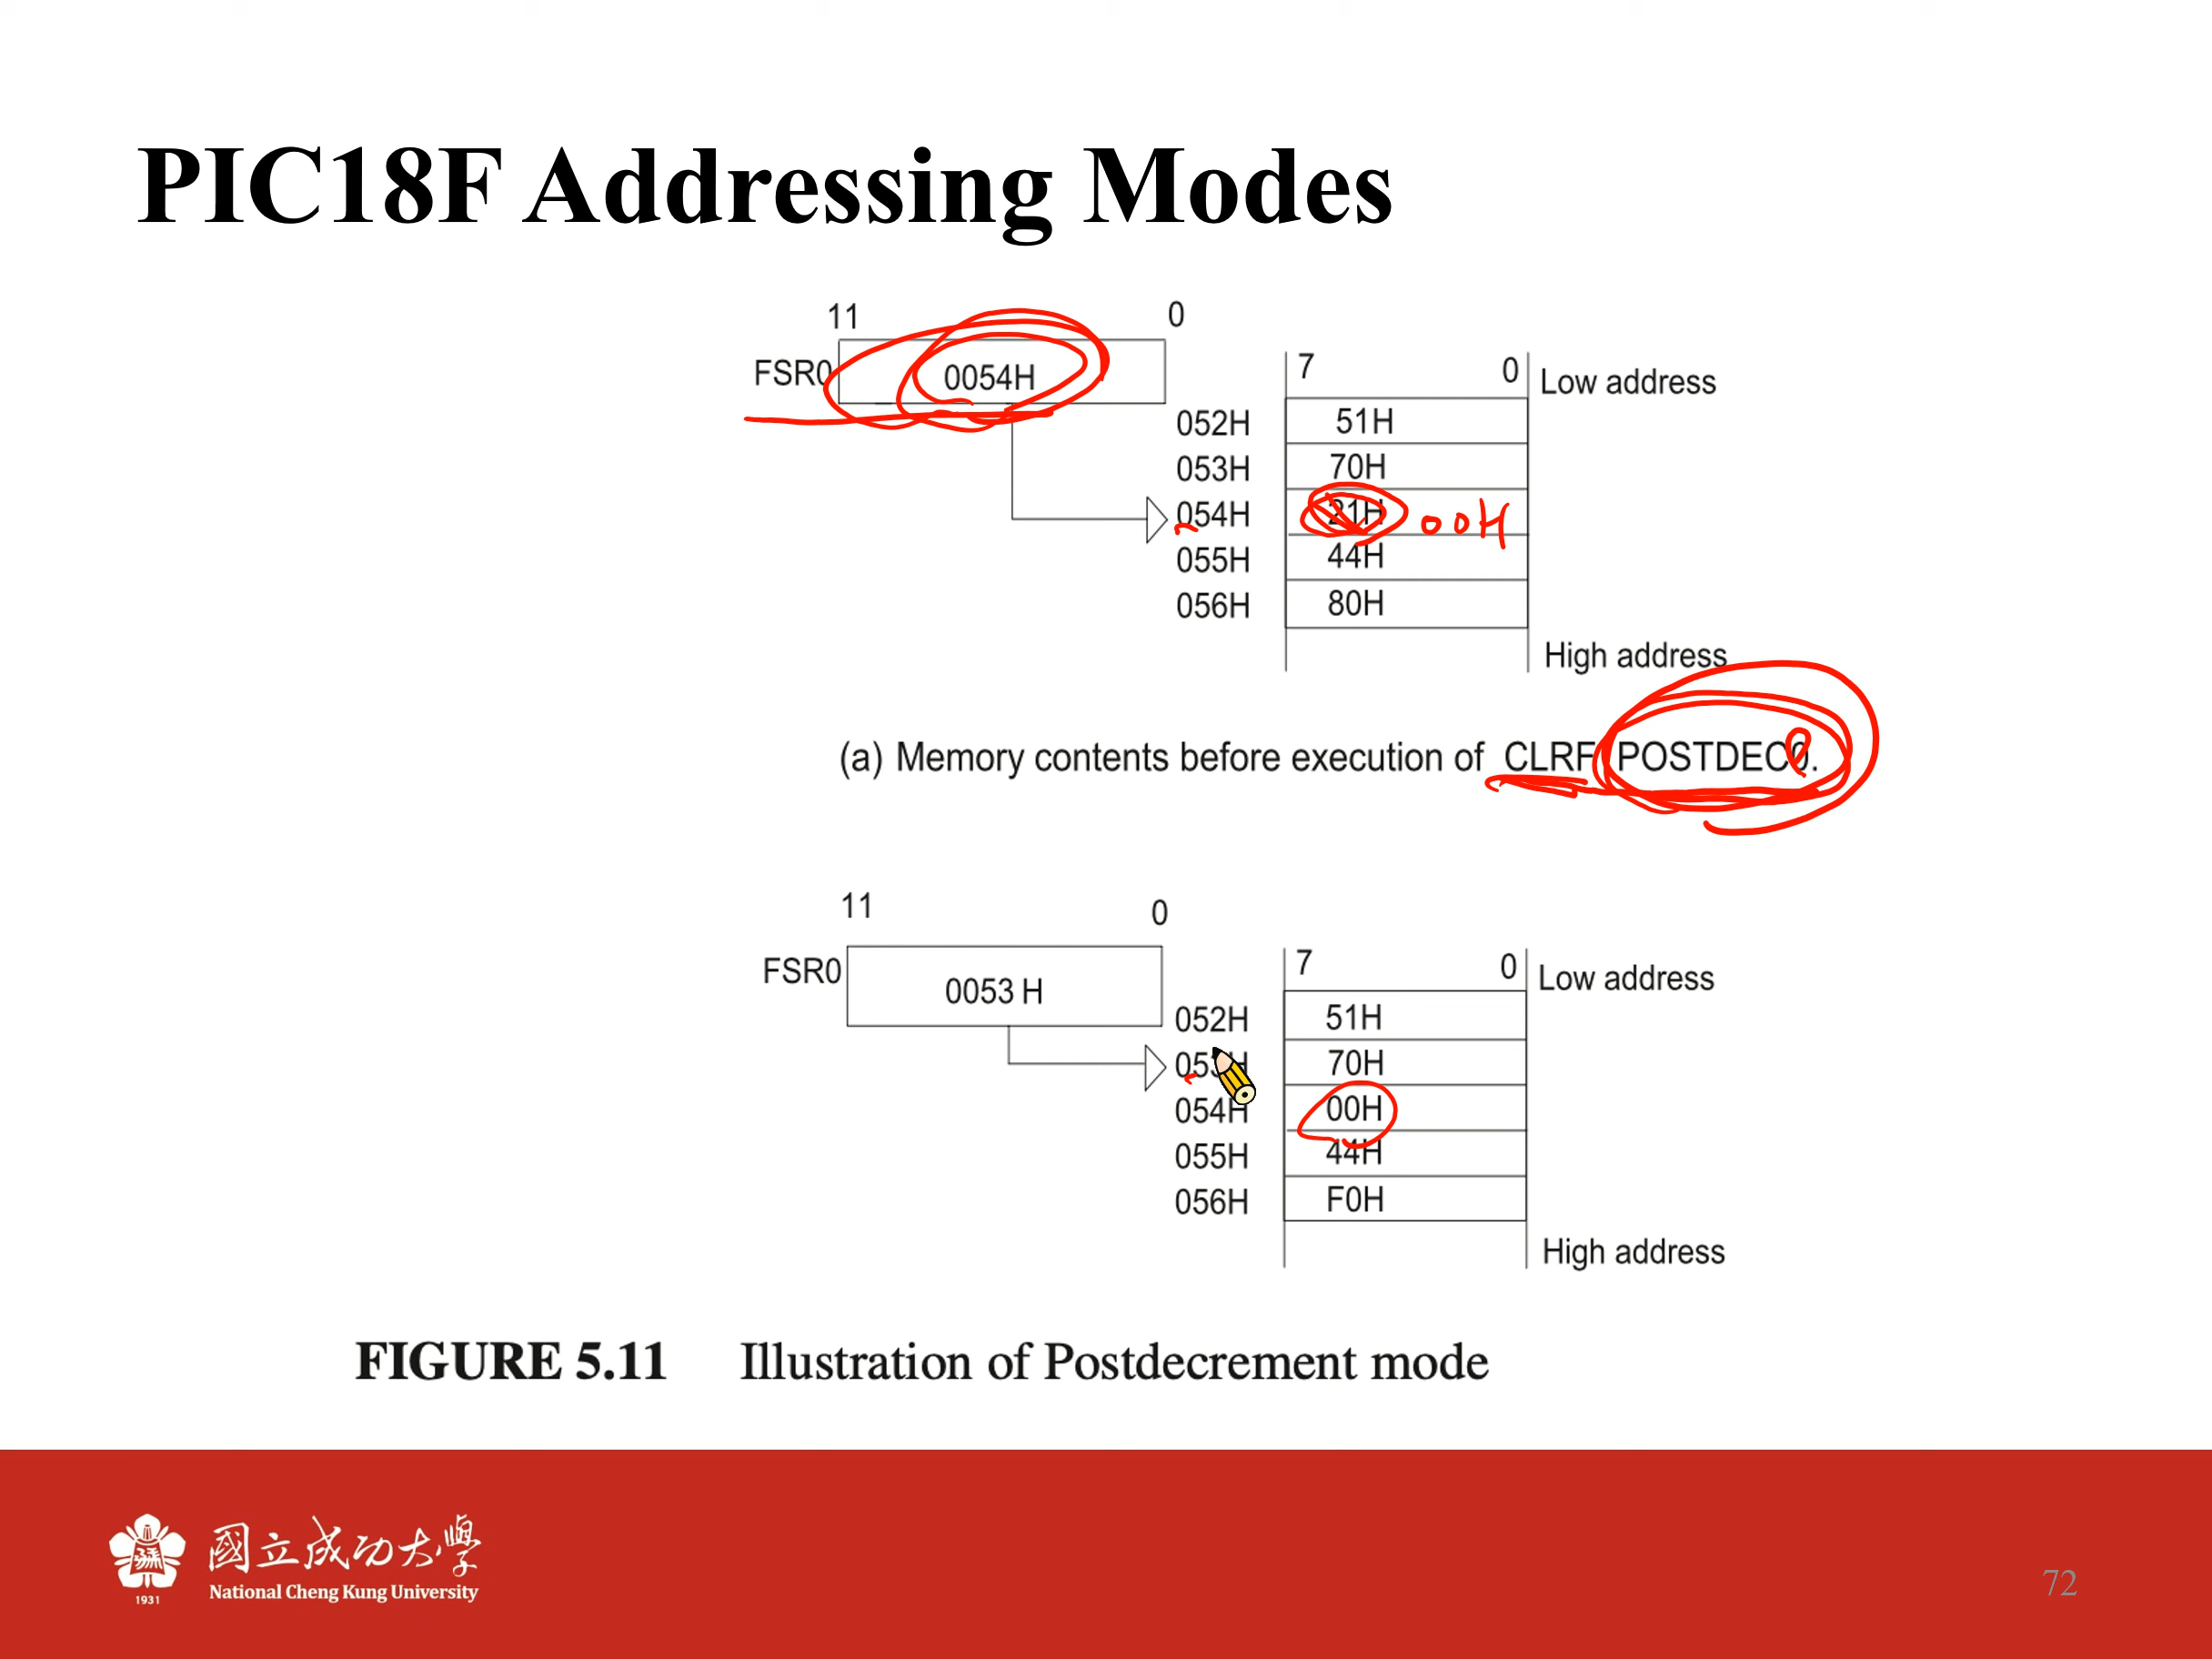 PIC18F Addressing Modes
11 0
FSR0 0054H
7 0 Low address
052H 51H
053H 70H
054H 21H 00H
055H 44H
056H 80H
High address
(a) Memory contents before execution of CLRF POSTDEC0.
11 0
FSR0 0053 H
7 0 Low address
052H 51H
053H 70H
054H 00H
055H 44H
056H F0H
High address
FIGURE 5.11 Illustration of Postdecrement mode
國立成功大學
National Cheng Kung University
1931
72